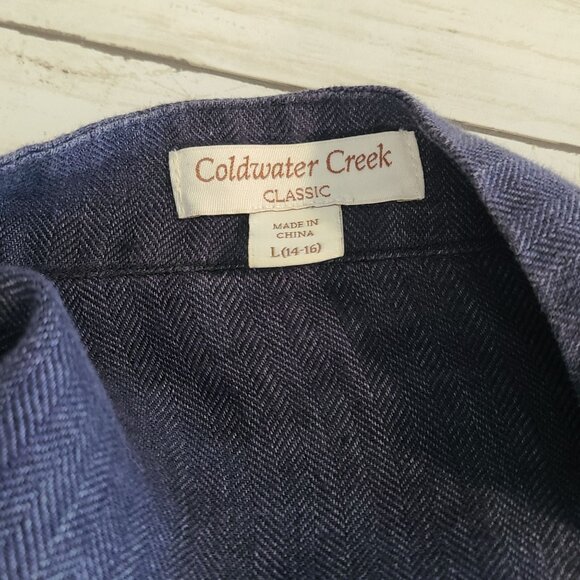 Coldwater Creek
CLASSIC
MADE IN
CHINA
L (14-16)